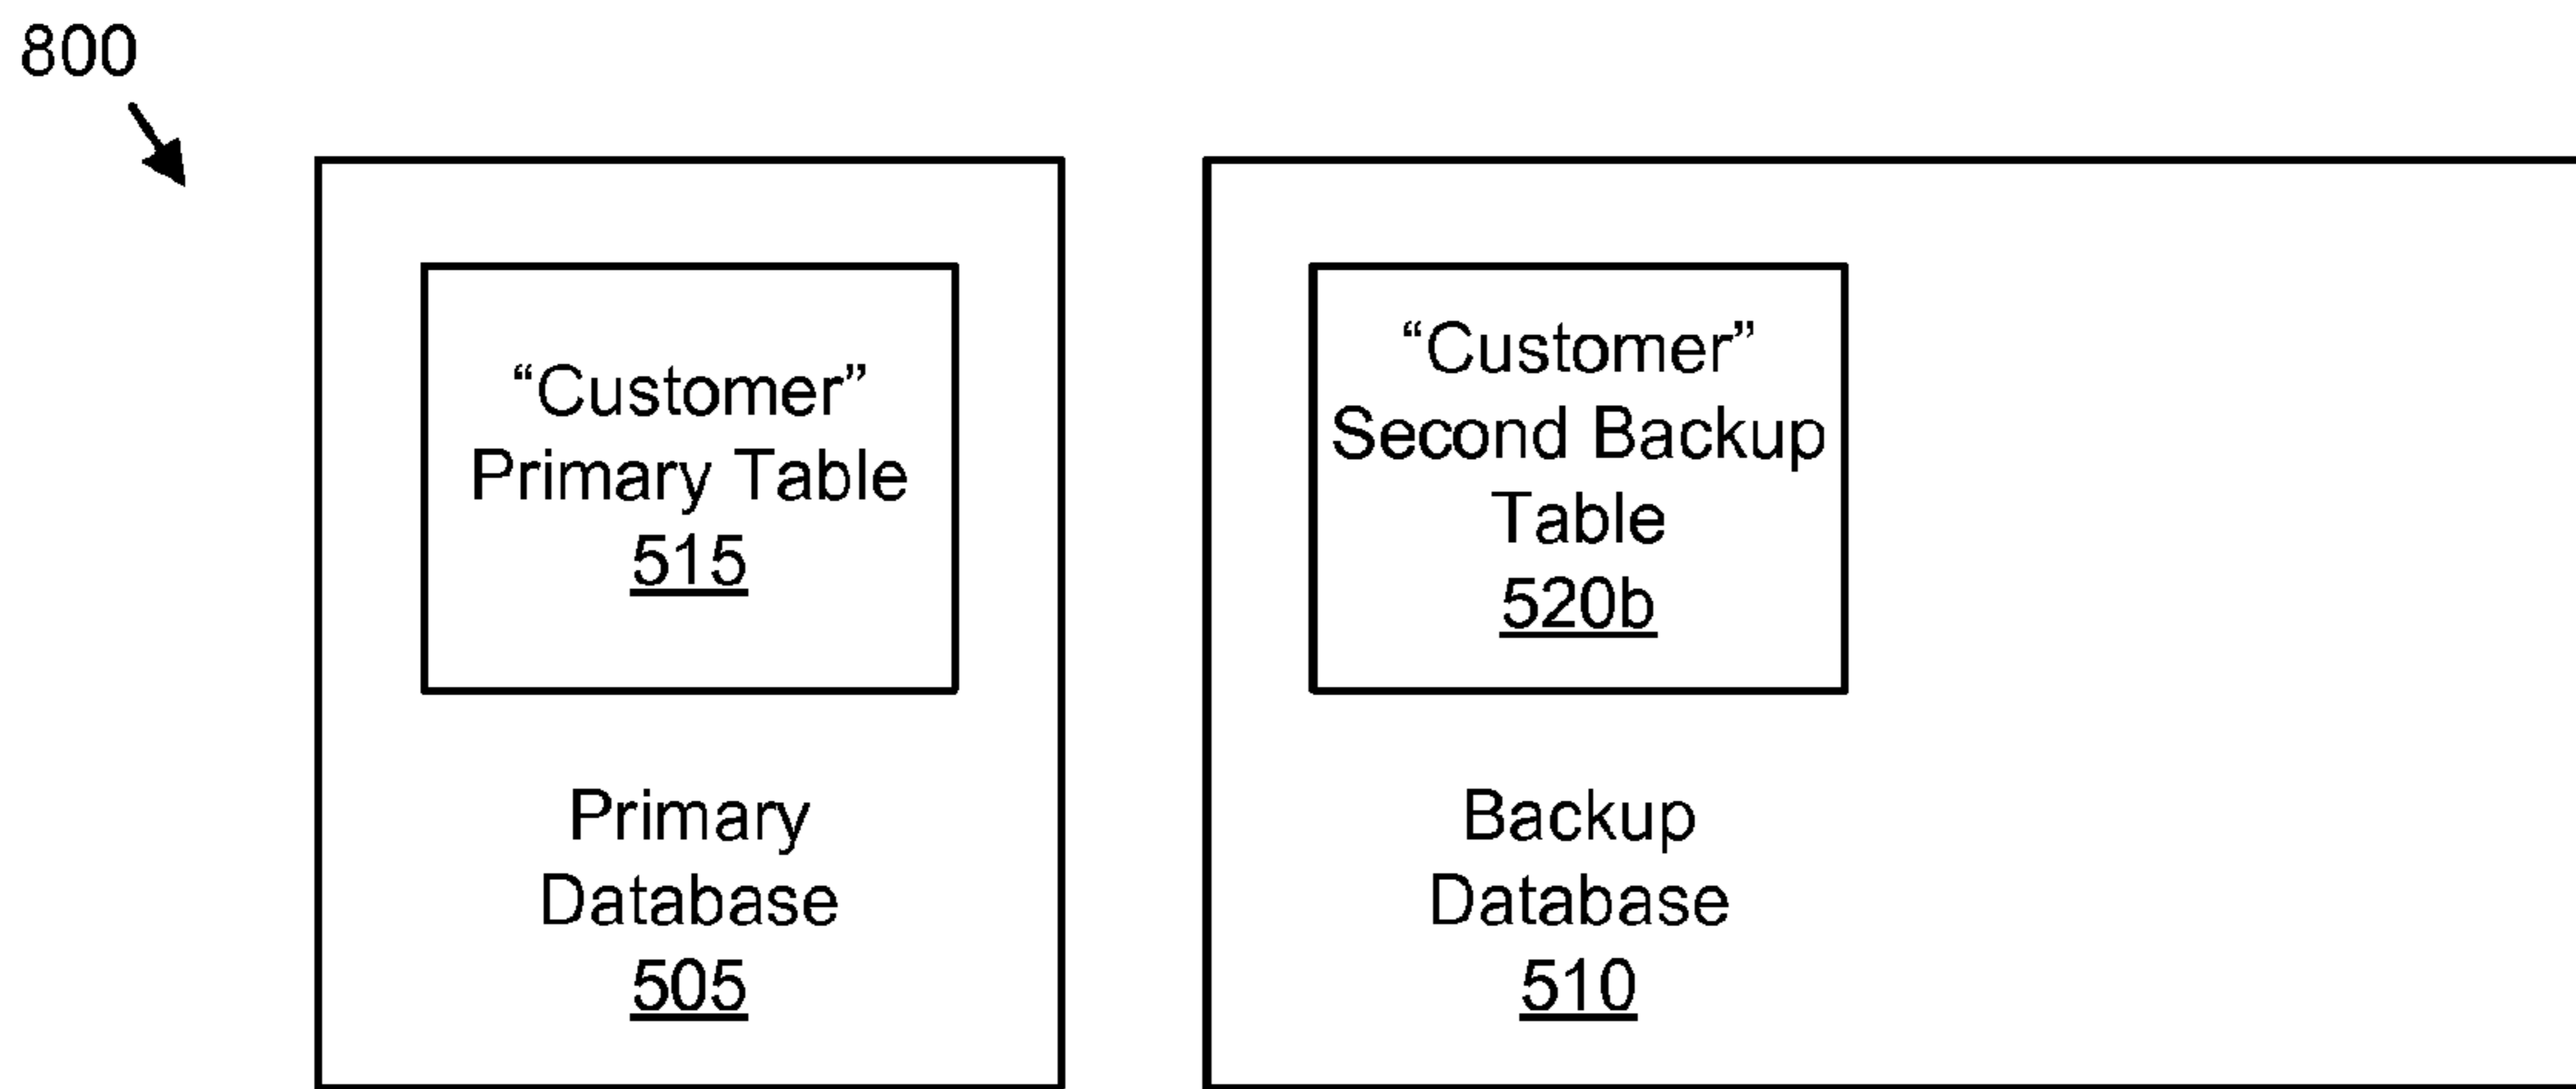 800
“Customer”
Primary Table
515
Primary
Database
505
“Customer”
Second Backup
Table
520b
Backup
Database
510